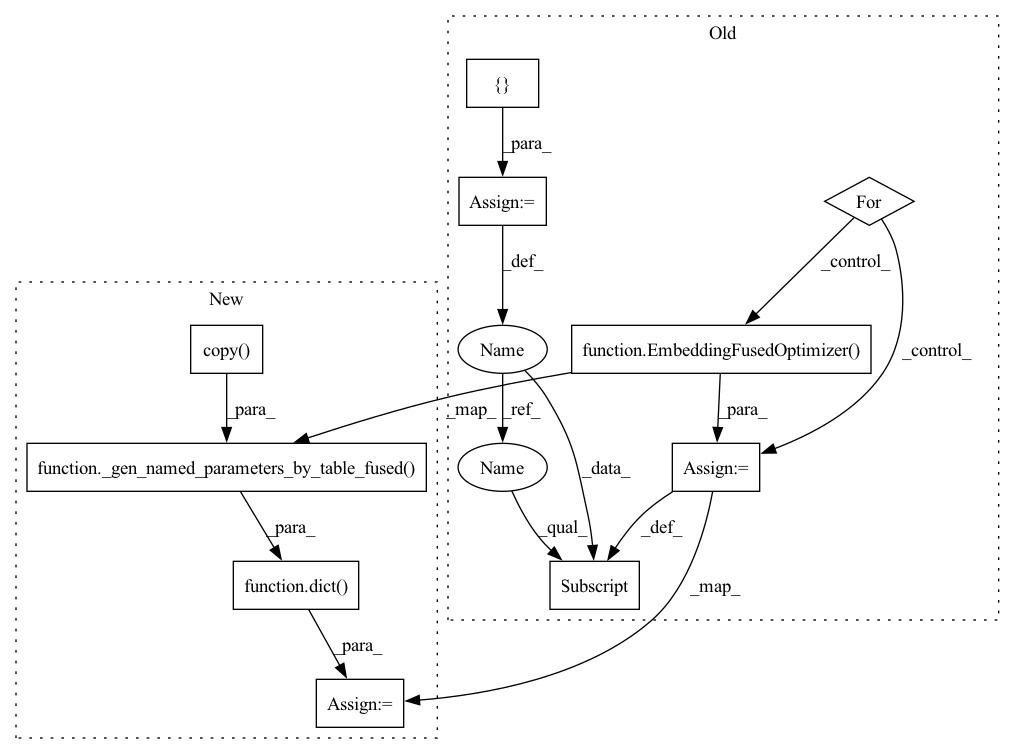 Old
{}
_para_
Assign:=
For
_def_
_control_
New
copy()
Name
function.EmbeddingFusedOptimizer()
_control_
_para_
_map_
_ref_
_para_
function._gen_named_parameters_by_table_fused()
Name
_data_
Assign:=
_para_
_qual_
_def_
function.dict()
Subscript
_map_
_para_
Assign:=